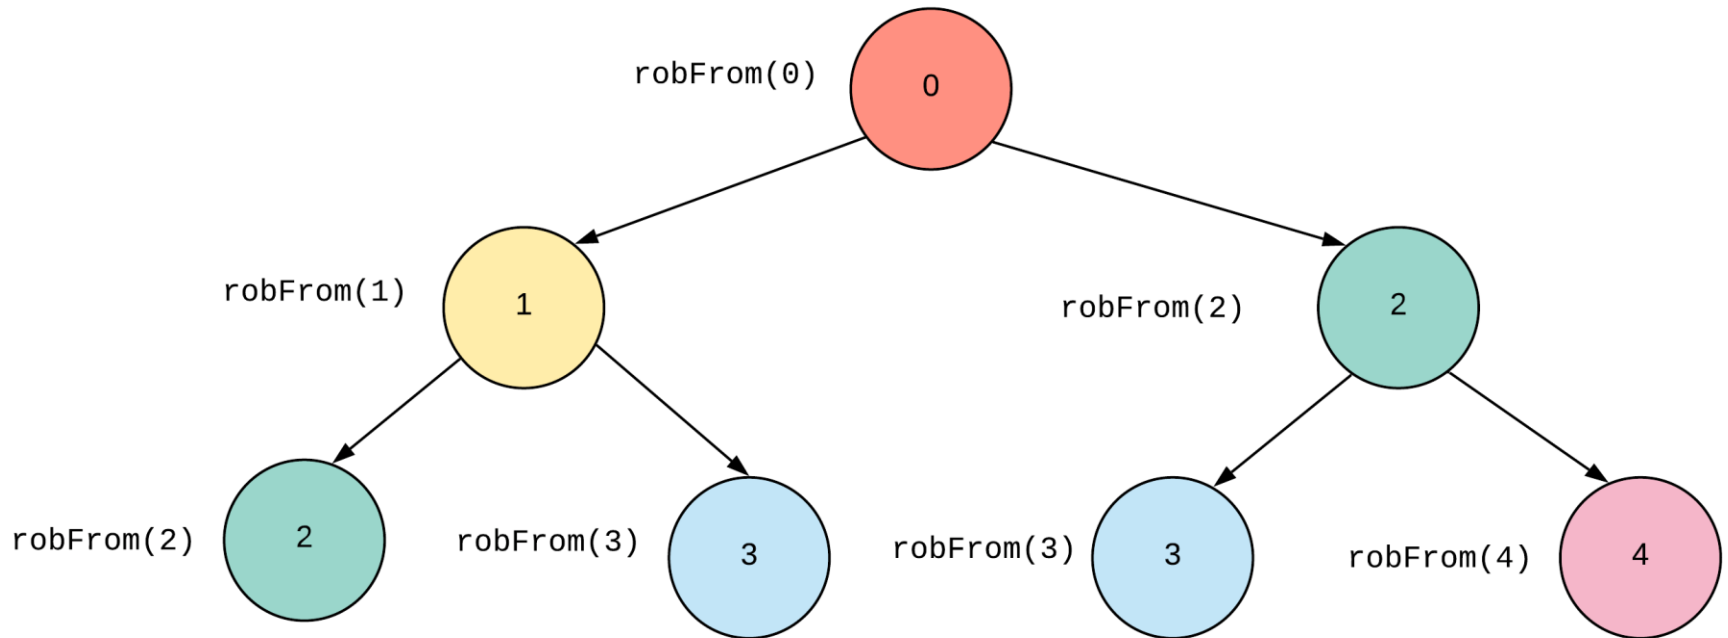 robFrom(0)
0
robFrom(1)
1
robFrom(2)
2
robFrom(2)
2
robFrom(3)
3
robFrom(3)
3
robFrom(4)
4